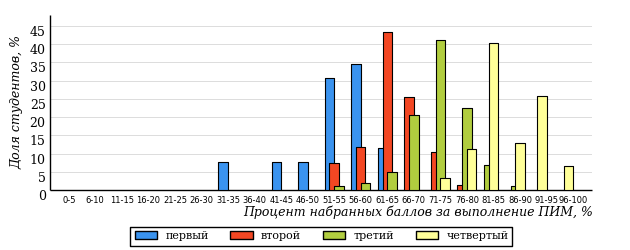 Доля студентов, %
45
40
35
30
25
20
15
10
5
0
0-5 6-10 11-15 16-20 21-25 26-30 31-35 36-40 41-45 46-50 51-55 56-60 61-65 66-70 71-75 76-80 81-85 86-90 91-95 96-100
Процент набранных баллов за выполнение ПИМ, %
первый второй третий четвертый